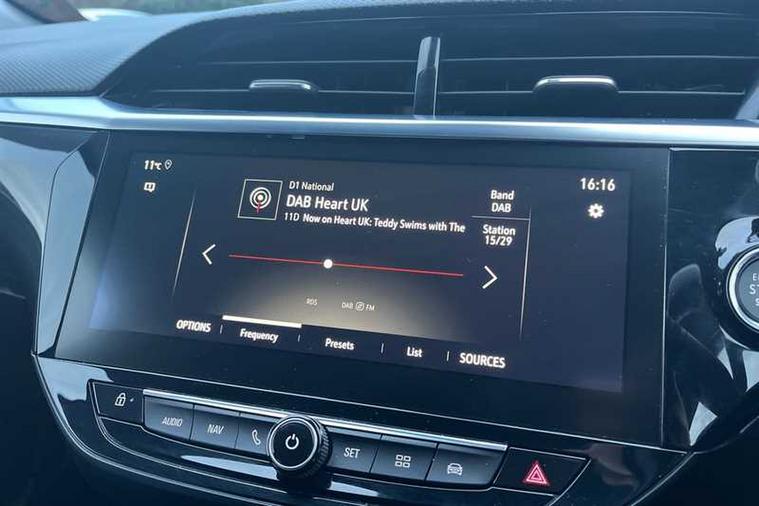 11°C
16:16
D1 National
DAB Heart UK
11D Now on Heart UK: Teddy Swims with The
Band
DAB
Station
15/29
RDS
DAB FM
OPTIONS
Frequency
Presets
List
SOURCES
AUDIO
NAV
SET